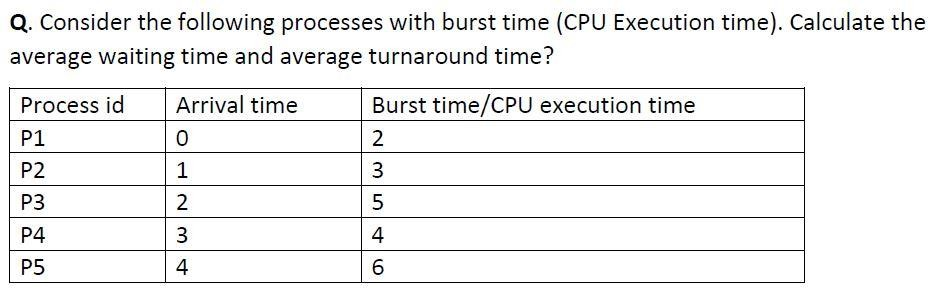 Q. Consider the following processes with burst time (CPU Execution time). Calculate the
average waiting time and average turnaround time?
Process id Arrival time Burst time/CPU execution time
P1 0 2
P2 1 3
P3 2 5
P4 3 4
P5 4 6